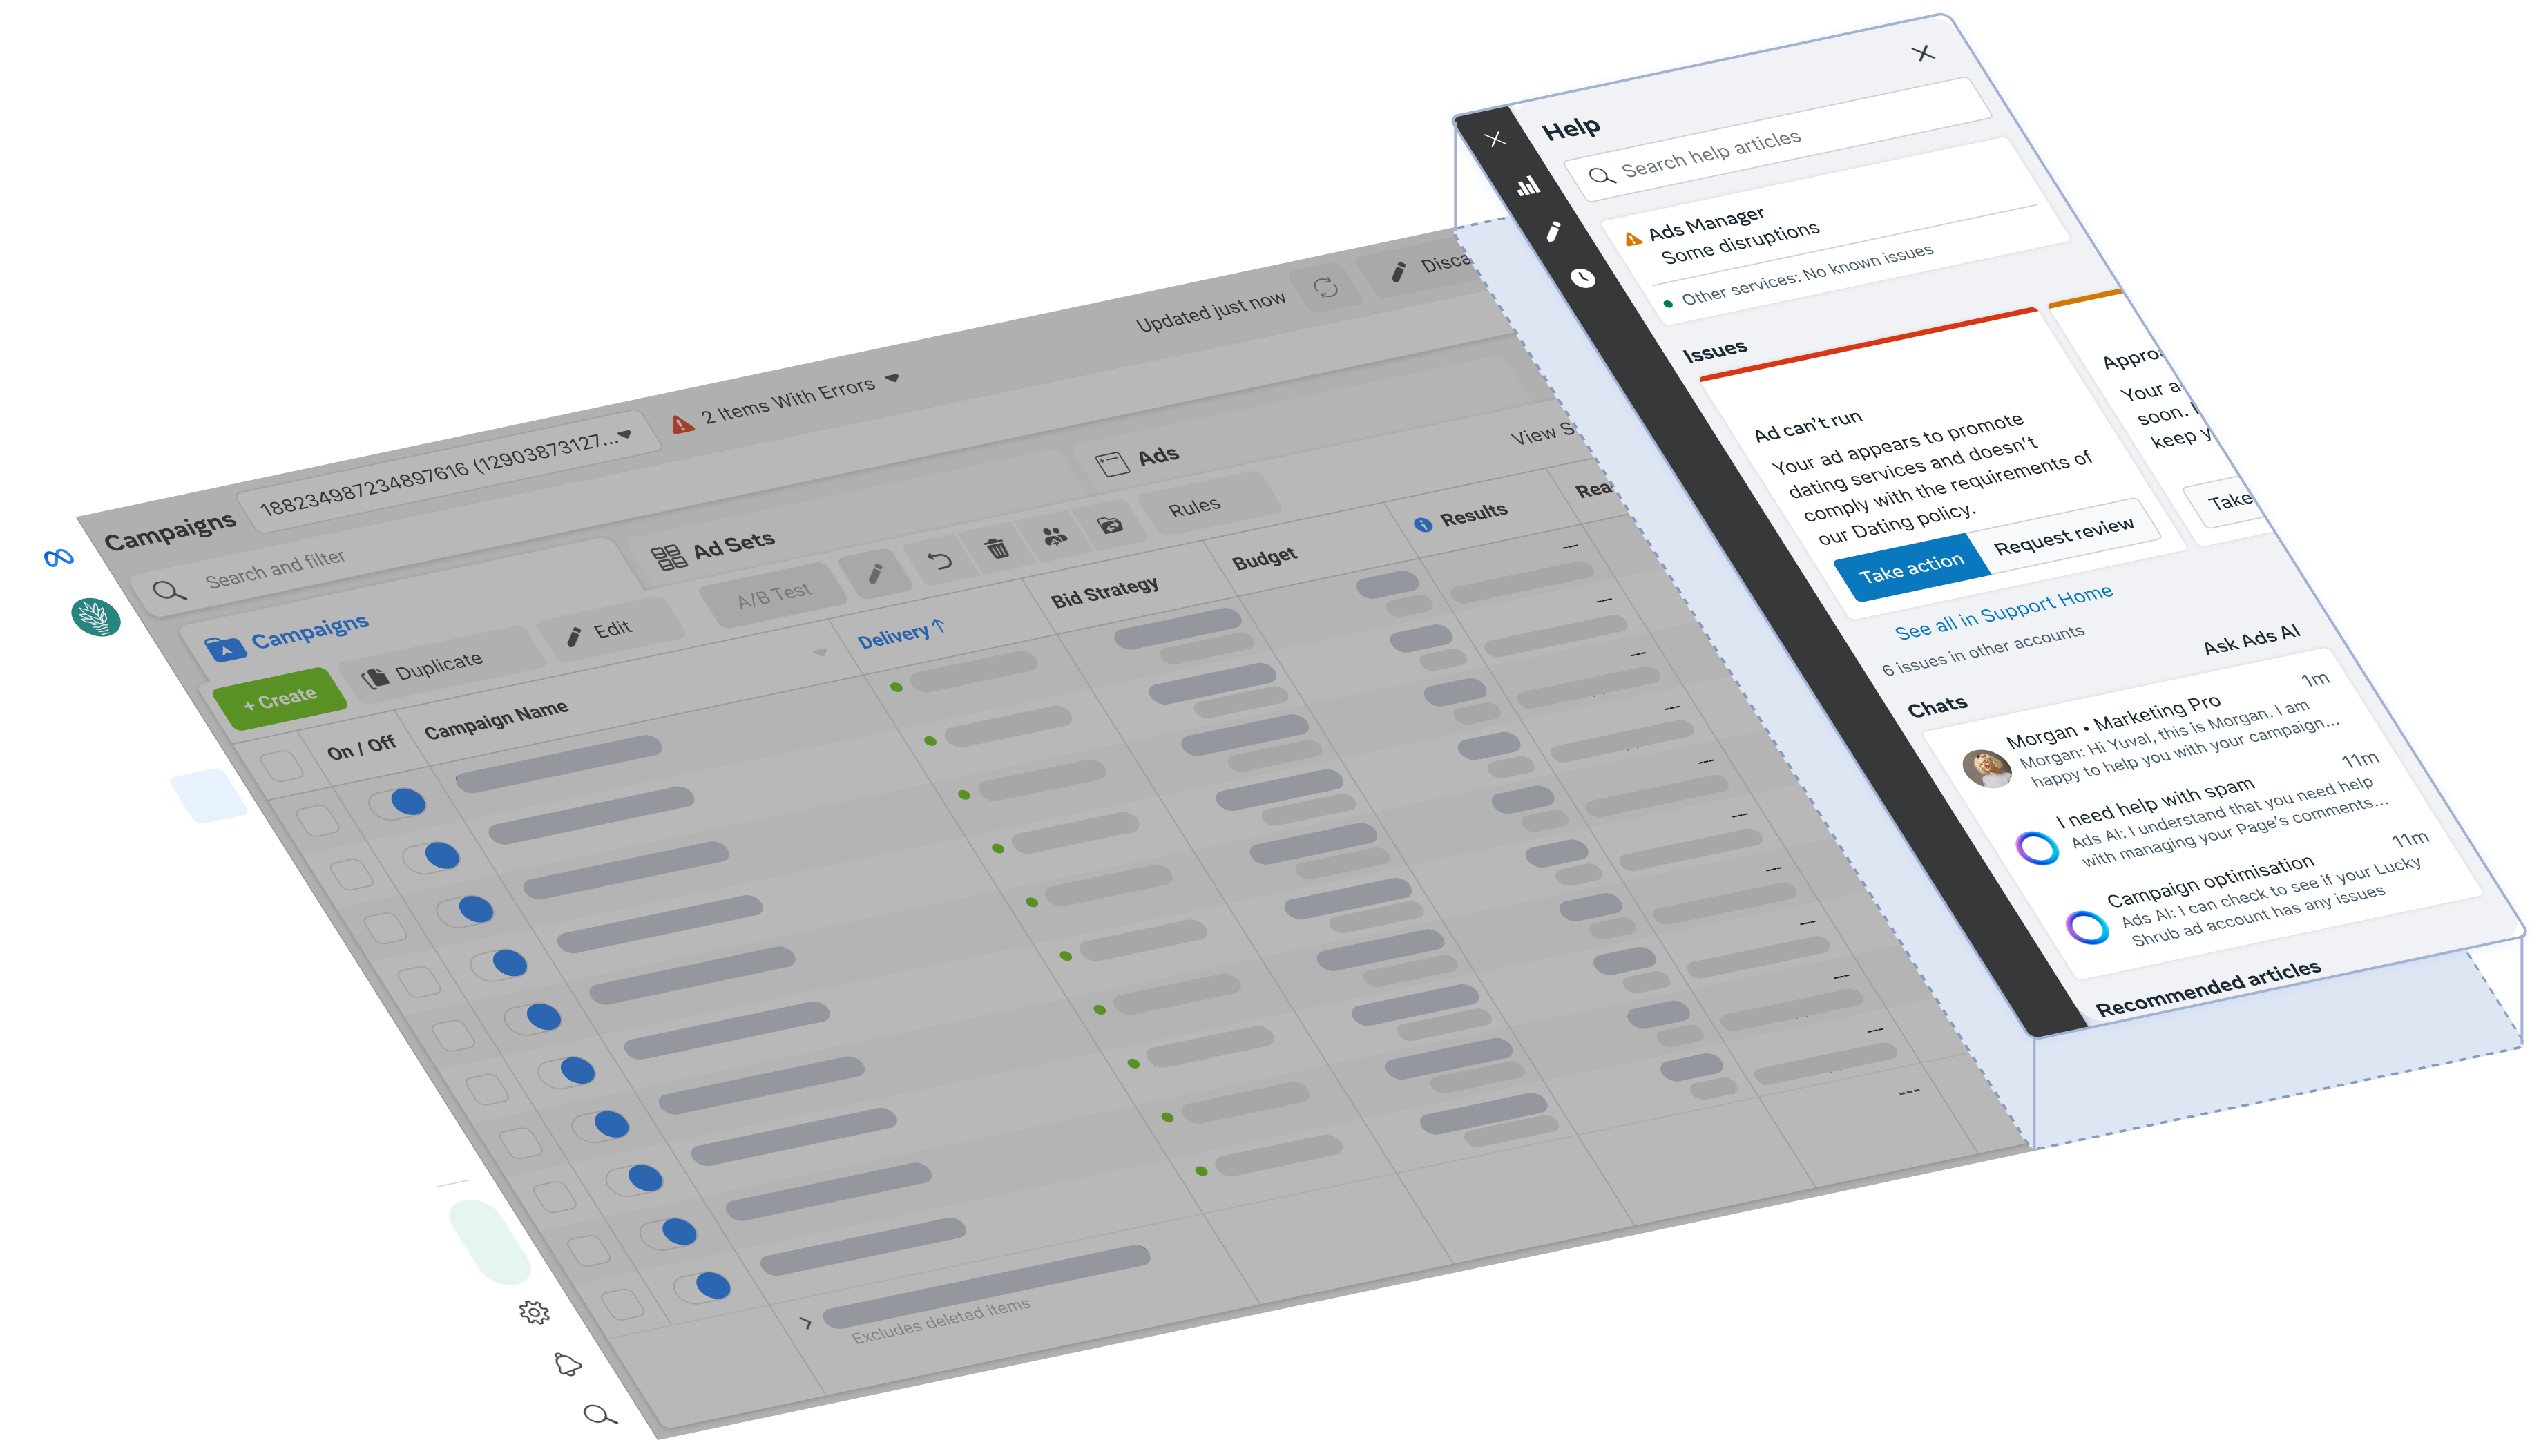 Campaigns
188234987234897616 (12903873127...
2 Items With Errors
Updated just now
Disca
Search and filter
Campaigns
Ad Sets
Ads
+ Create
Duplicate
Edit
A/B Test
Rules
View S
On / Off
Campaign Name
Delivery↑
Bid Strategy
Budget
Results
Rea
---
---
---
---
---
---
---
---
---
---
---
Excludes deleted items
Help
Search help articles
Ads Manager
Some disruptions
Other services: No known issues
Issues
Ad can't run
Your ad appears to promote
dating services and doesn't
comply with the requirements of
our Dating policy.
Take action
Request review
Appro
Your a
soon.
keep y
Take
See all in Support Home
6 issues in other accounts
Ask Ads AI
Chats
Morgan • Marketing Pro
1m
Morgan: Hi Yuval, this is Morgan. I am
happy to help you with your campaign...
I need help with spam
11m
Ads AI: I understand that you need help
with managing your Page's comments...
Campaign optimisation
11m
Ads AI: I can check to see if your Lucky
Shrub ad account has any issues
Recommended articles